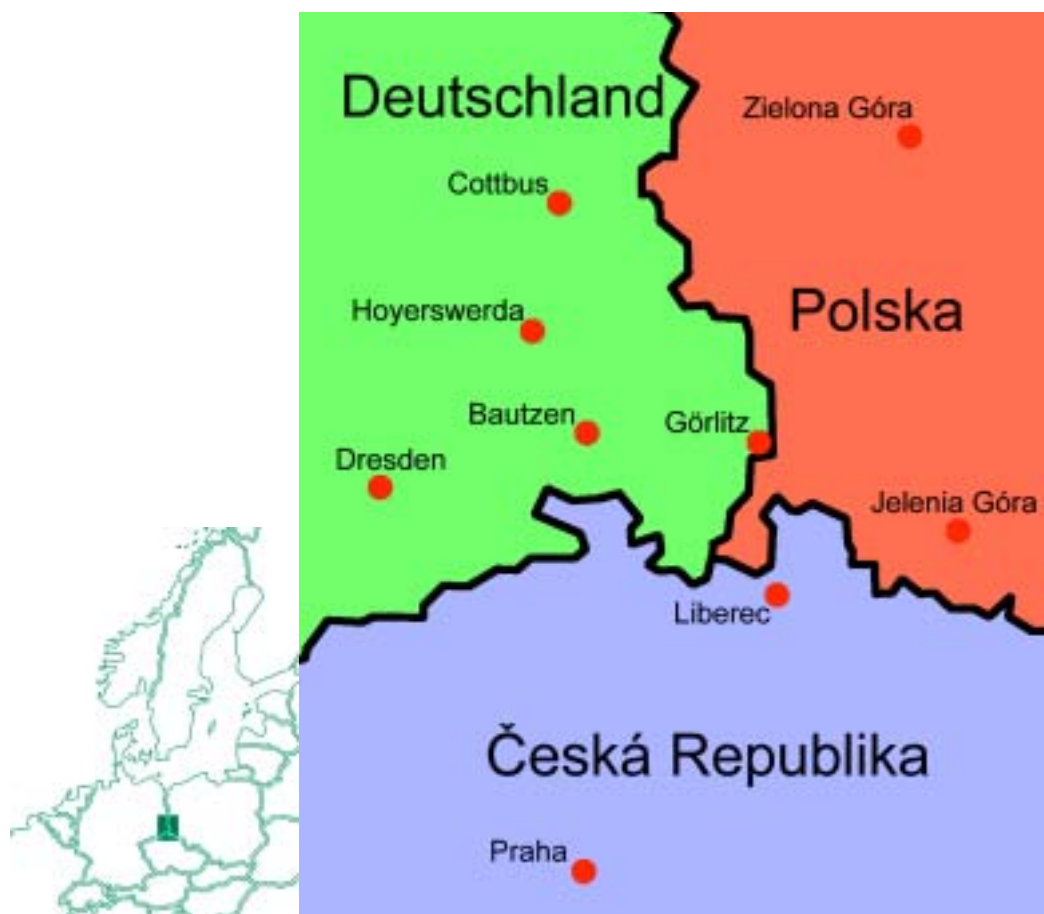 Deutschland
Zielona Góra
Cottbus
Polska
Hoyerswerda
Bautzen
Görlitz
Dresden
Jelenia Góra
Liberec
Česká Republika
Praha